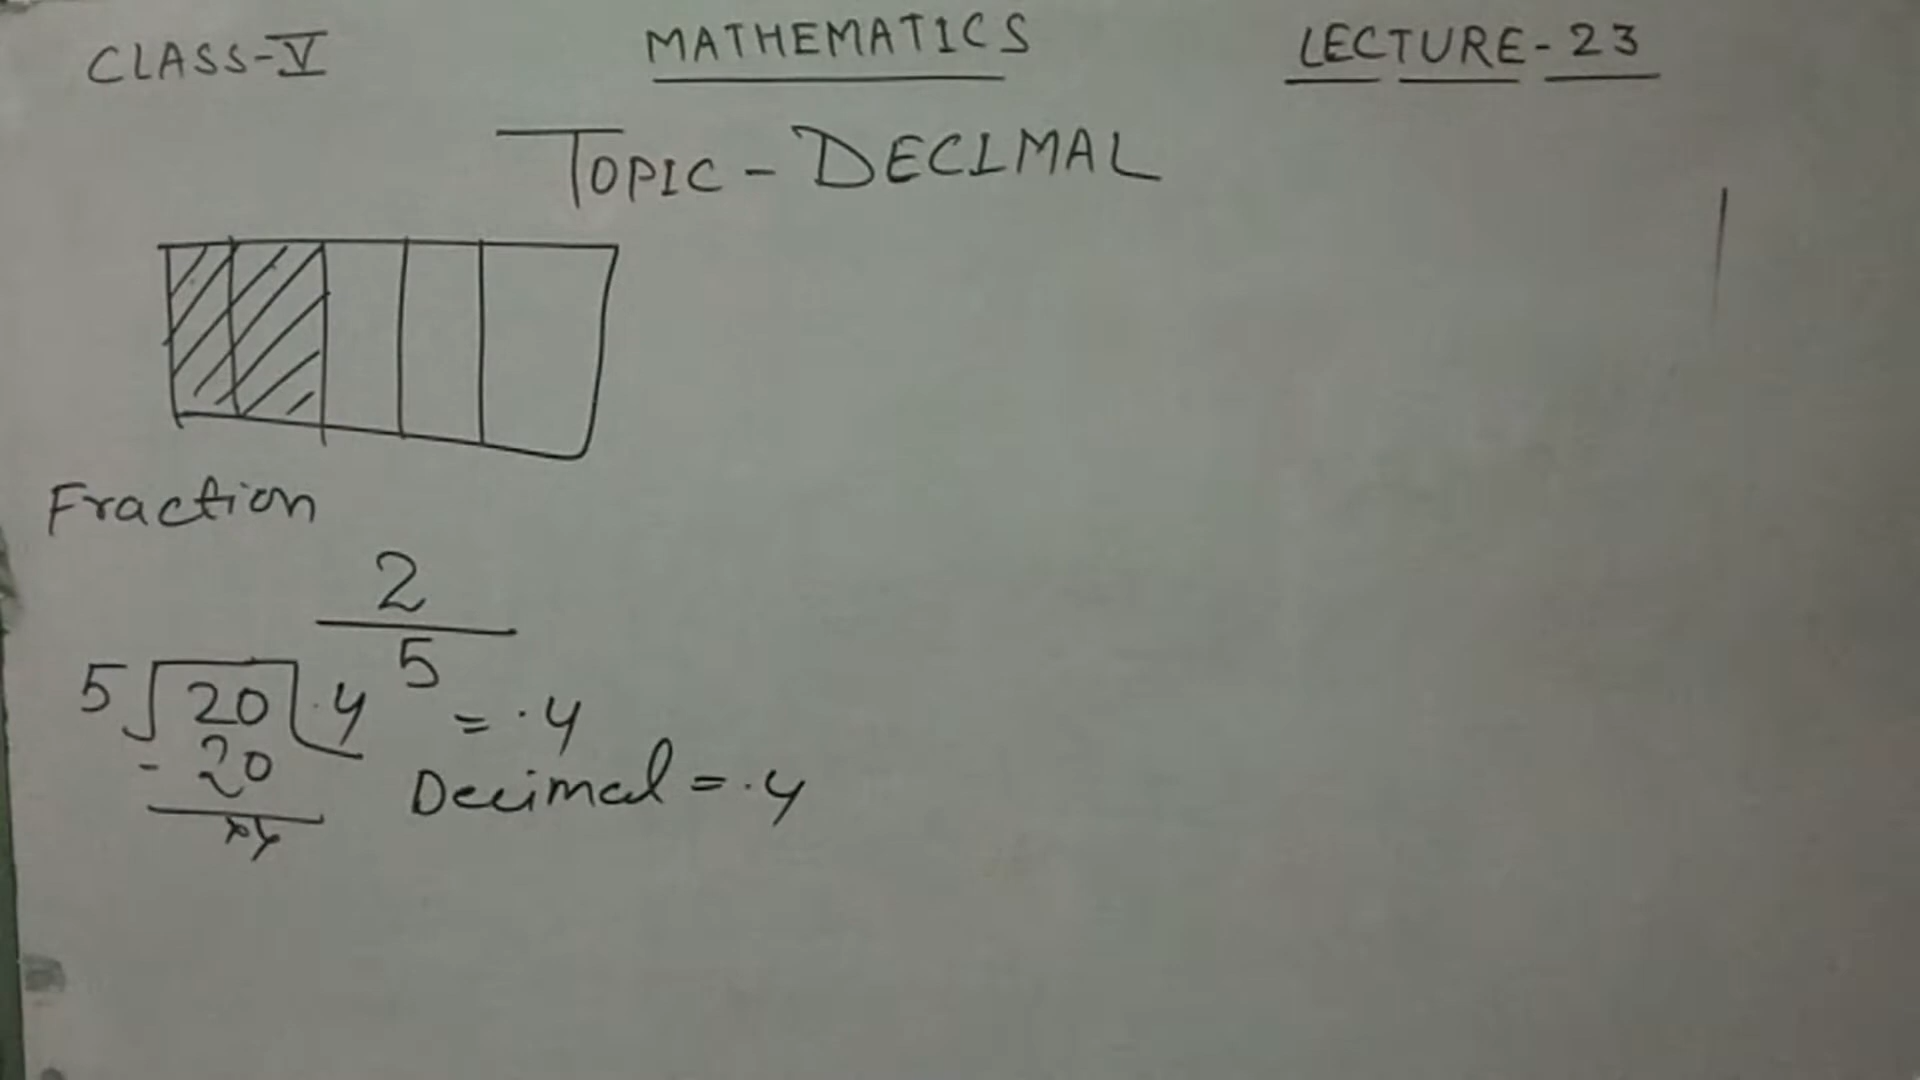 CLASS-V MATHEMATICS LECTURE-23
TOPIC - DECIMAL
Fraction
2
5
5 20 .4 = .4
- 20
Decimal = .4